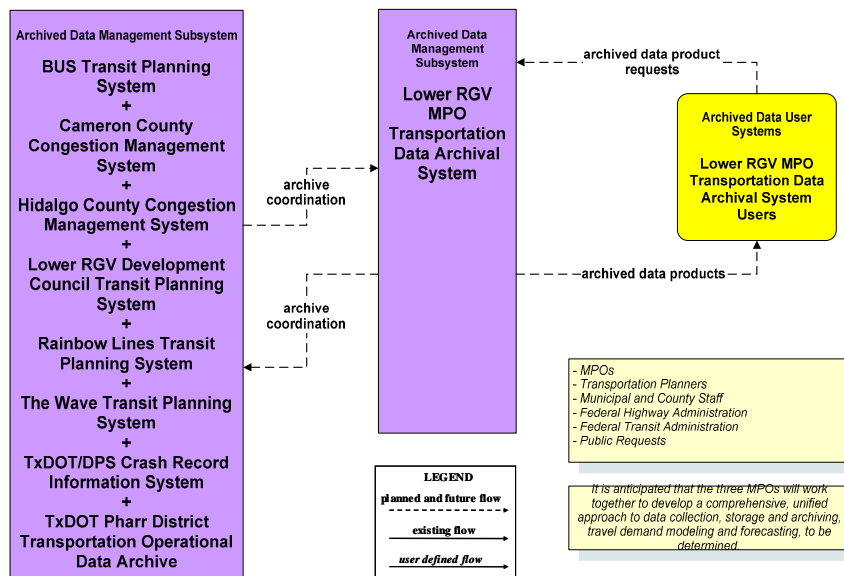 Archived Data Management Subsystem
BUS Transit Planning
System
+
Cameron County
Congestion Management
System
+
Hidalgo County Congestion
Management System
+
Lower RGV Development
Council Transit Planning
System
+
Rainbow Lines Transit
Planning System
+
The Wave Transit Planning
System
+
TxDOT/DPS Crash Record
Information System
+
TxDOT Pharr District
Transportation Operational
Data Archive
archive
coordination
archive
coordination
Archived Data
Management
Subsystem
Lower RGV
MPO
Transportation
Data Archival
System
archived data product
requests
Archived Data User
Systems
Lower RGV MPO
Transportation Data
Archival System
Users
archived data products
- MPOs
- Transportation Planners
- Municipal and County Staff
- Federal Highway Administration
- Federal Transit Administration
- Public Requests
It is anticipated that the three MPOs will work
together to develop a comprehensive, unified
approach to data collection, storage and archiving,
travel demand modeling and forecasting, to be
determined.
LEGEND
planned and future flow
existing flow
user defined flow